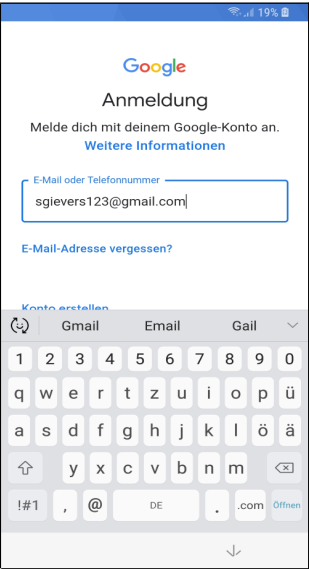 19%
Google
Anmeldung
Melde dich mit deinem Google-Konto an.
Weitere Informationen
E-Mail oder Telefonnummer
sgievers123@gmail.com
E-Mail-Adresse vergessen?
Konto erstellen
Gmail Email Gail
1 2 3 4 5 6 7 8 9 0
q w e r t z u i o p ü
a s d f g h j k l ö ä
y x c v b n m
!#1 , @ DE . .com Öffnen